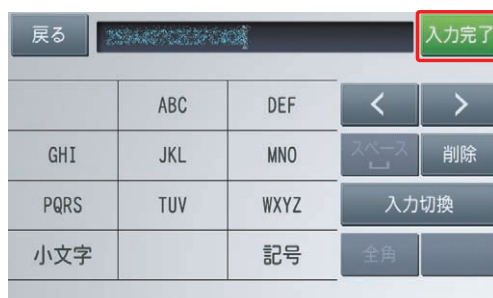 戻る 入力完了
ABC DEF < >
GHI JKL MNO スペース 削除
PQRS TUV WXYZ 入力切換
小文字 記号 全角